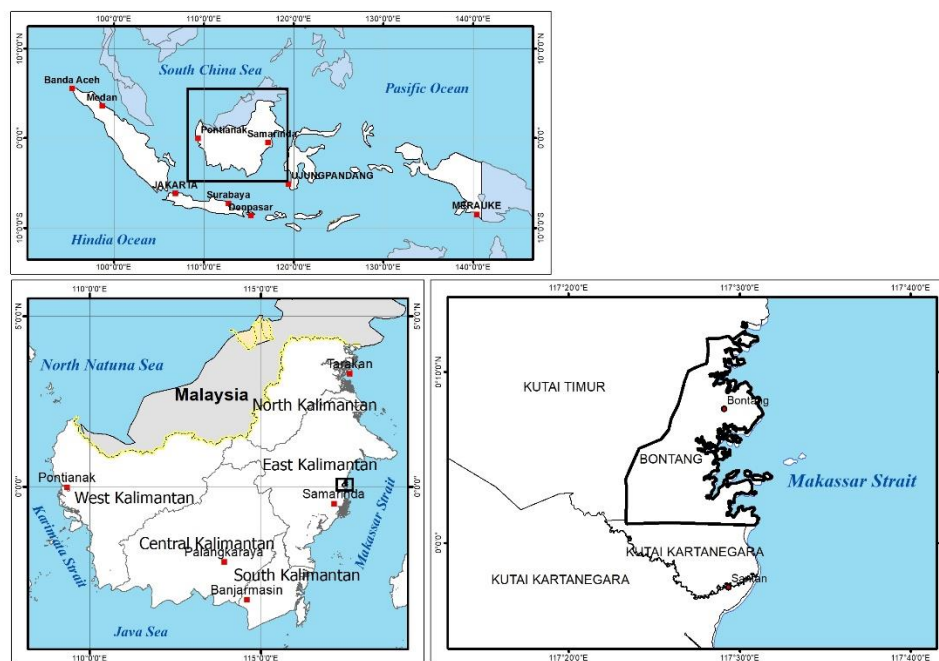 100°0'0"E 110°0'0"E 120°0'0"E 130°0'0"E 140°0'0"E
10°0'0"N 10°0'0"N
South China Sea
Pasific Ocean
Banda Aceh
Medan
Pontianak
Samarinda
0°0'0" 0°0'0"
UJUNGPANDANG
JAKARTA
Surabaya
Denpasar
MERAUKE
10°0'0"S 10°0'0"S
Hindia Ocean
100°0'0"E 110°0'0"E 120°0'0"E 130°0'0"E 140°0'0"E
110°0'0"E 115°0'0"E
5°0'0"N 5°0'0"N
North Natuna Sea
Tarakan
Malaysia
North Kalimantan
East Kalimantan
Pontianak
0°0'0" 0°0'0"
West Kalimantan
Samarinda
Karimata Strait
Makassar Strait
Central Kalimantan
Palangkaraya
South Kalimantan
Banjarmasin
Java Sea
110°0'0"E 115°0'0"E
117°20'0"E 117°30'0"E 117°40'0"E
0°10'0"N 0°10'0"N
KUTAI TIMUR
Bontang
BONTANG
Makassar Strait
0°0'0" 0°0'0"
KUTAI KARTANEGARA
KUTAI KARTANEGARA
Santan
117°20'0"E 117°30'0"E 117°40'0"E